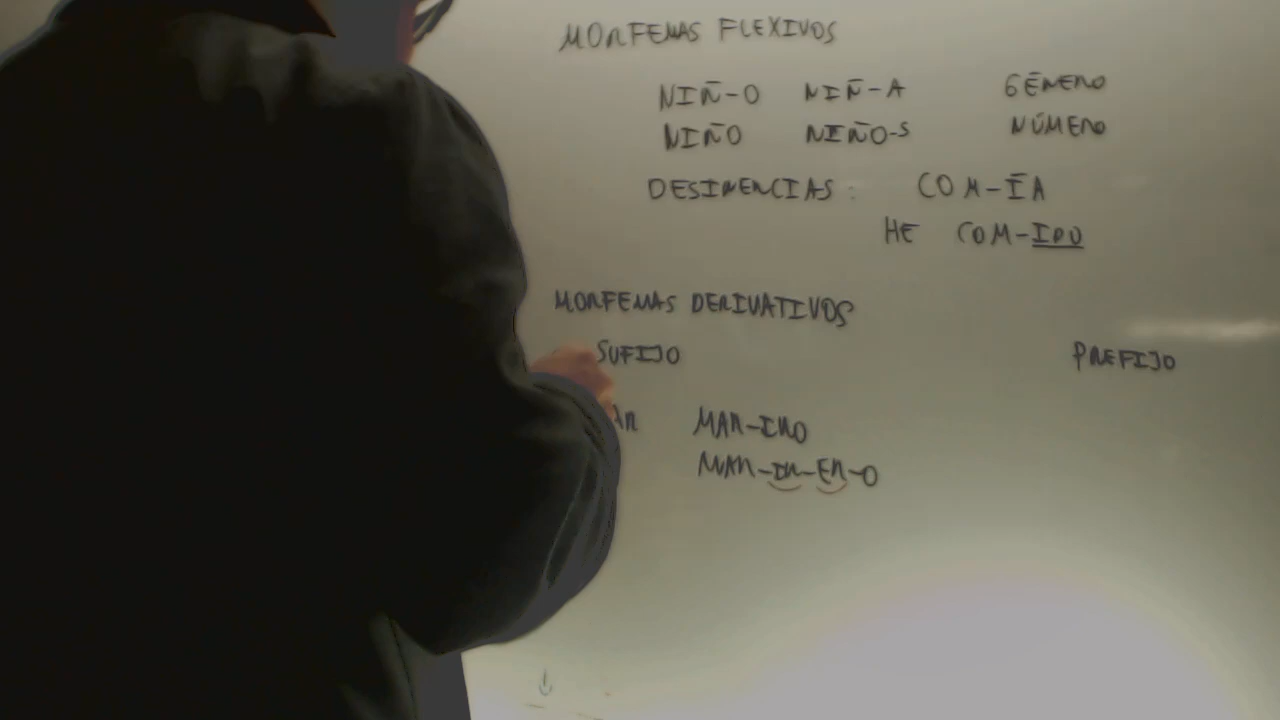 MORFEMAS FLEXIVOS
NIÑ-O NIÑ-A GÉNERO
NIÑO NIÑO-S NÚMERO
DESINENCIAS: COM-ÍA
HE COM-IDO
MORFEMAS DERIVATIVOS
SUFIJO PREFIJO
AR MAR-INO
MAR-IN-ER-O